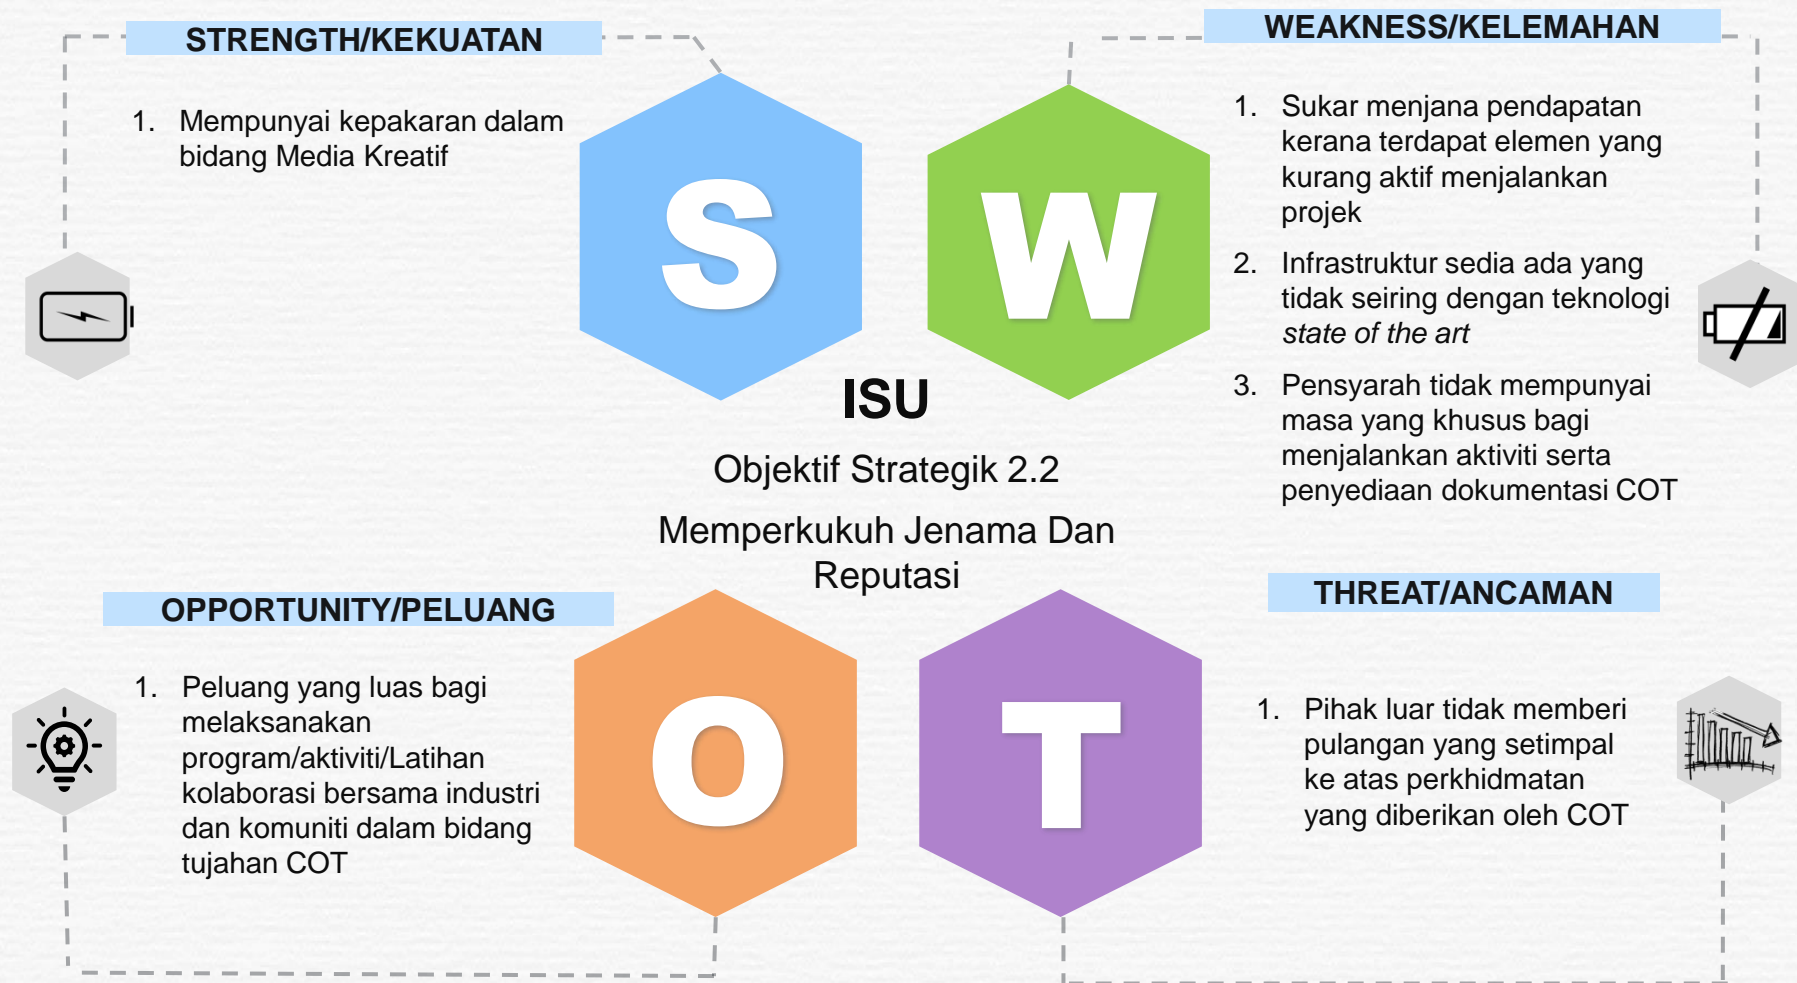 STRENGTH/KEKUATAN
1. Mempunyai kepakaran dalam
bidang Media Kreatif
S
WEAKNESS/KELEMAHAN
1. Sukar menjana pendapatan
kerana terdapat elemen yang
kurang aktif menjalankan
projek
2. Infrastruktur sedia ada yang
tidak seiring dengan teknologi
state of the art
3. Pensyarah tidak mempunyai
masa yang khusus bagi
menjalankan aktiviti serta
penyediaan dokumentasi COT
W
ISU
Objektif Strategik 2.2
Memperkukuh Jenama Dan
Reputasi
OPPORTUNITY/PELUANG
1. Peluang yang luas bagi
melaksanakan
program/aktiviti/Latihan
kolaborasi bersama industri
dan komuniti dalam bidang
tujahan COT
O
THREAT/ANCAMAN
1. Pihak luar tidak memberi
pulangan yang setimpal
ke atas perkhidmatan
yang diberikan oleh COT
T